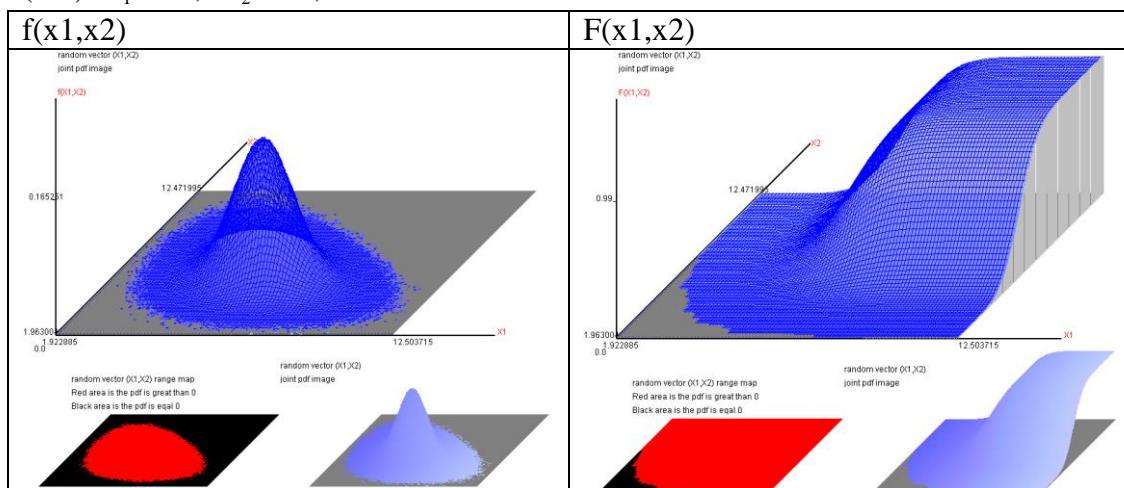 f(x1,x2)
random vector (X1,X2)
joint pdf image
f(X1,X2)
12.471995
0.165251
1.96300
1.922885
0.0
12.503715
X1
random vector (X1,X2) range map
Red area is the pdf is great than 0
Black area is the pdf is eqal 0
random vector (X1,X2)
joint pdf image
F(x1,x2)
random vector (X1,X2)
joint pdf image
F(X1,X2)
X2
12.471995
0.99
1.96300
1.922885
0.0
12.503715
X1
random vector (X1,X2) range map
Red area is the pdf is great than 0
Black area is the pdf is eqal 0
random vector (X1,X2)
joint pdf image